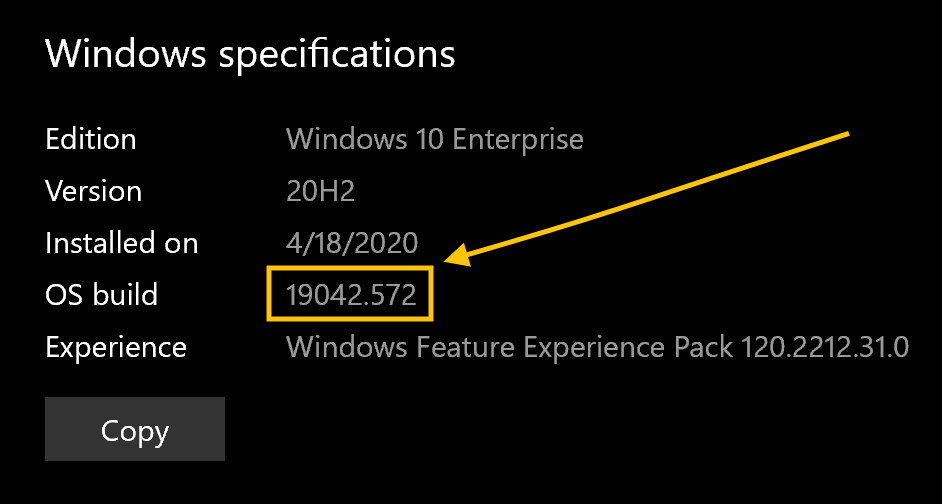 Windows specifications
Edition Windows 10 Enterprise
Version 20H2
Installed on 4/18/2020
OS build 19042.572
Experience Windows Feature Experience Pack 120.2212.31.0
Copy